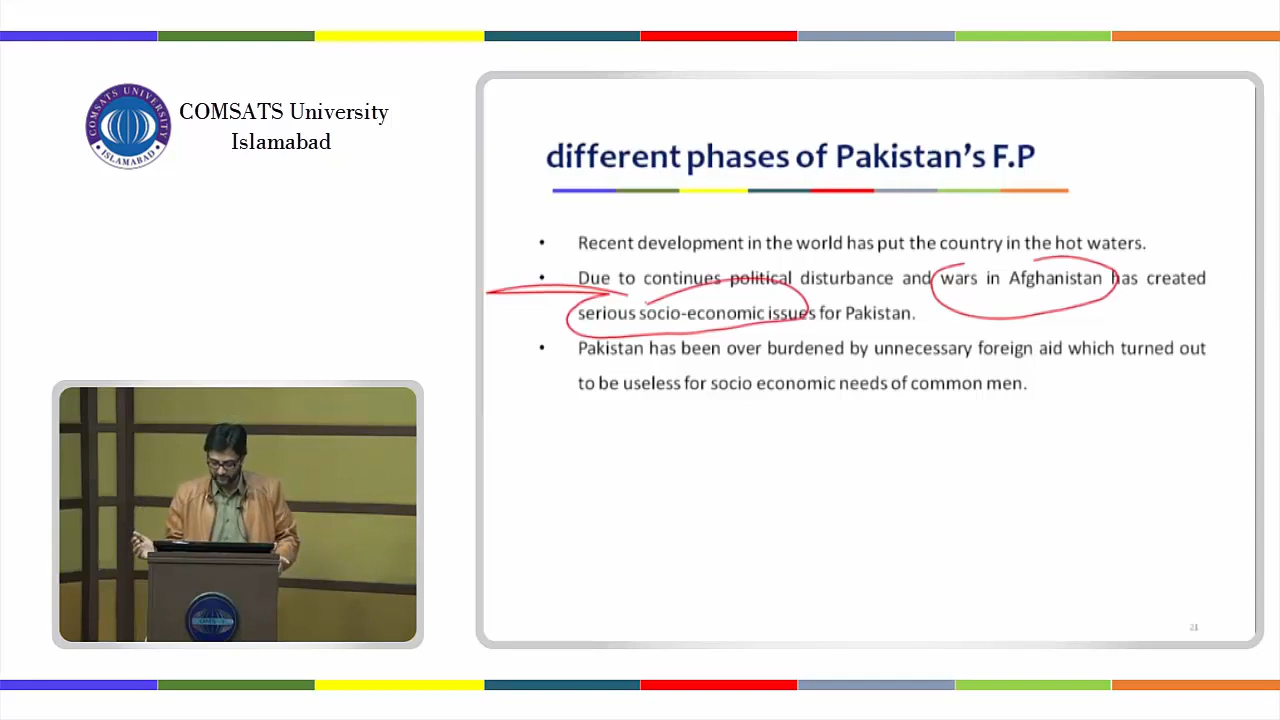 COMSATS UNIVERSITY
ISLAMABAD
COMSATS University
Islamabad
different phases of Pakistan's F.P
• Recent development in the world has put the country in the hot waters.
• Due to continues political disturbance and wars in Afghanistan has created
serious socio-economic issues for Pakistan.
• Pakistan has been over burdened by unnecessary foreign aid which turned out
to be useless for socio economic needs of common men.
21